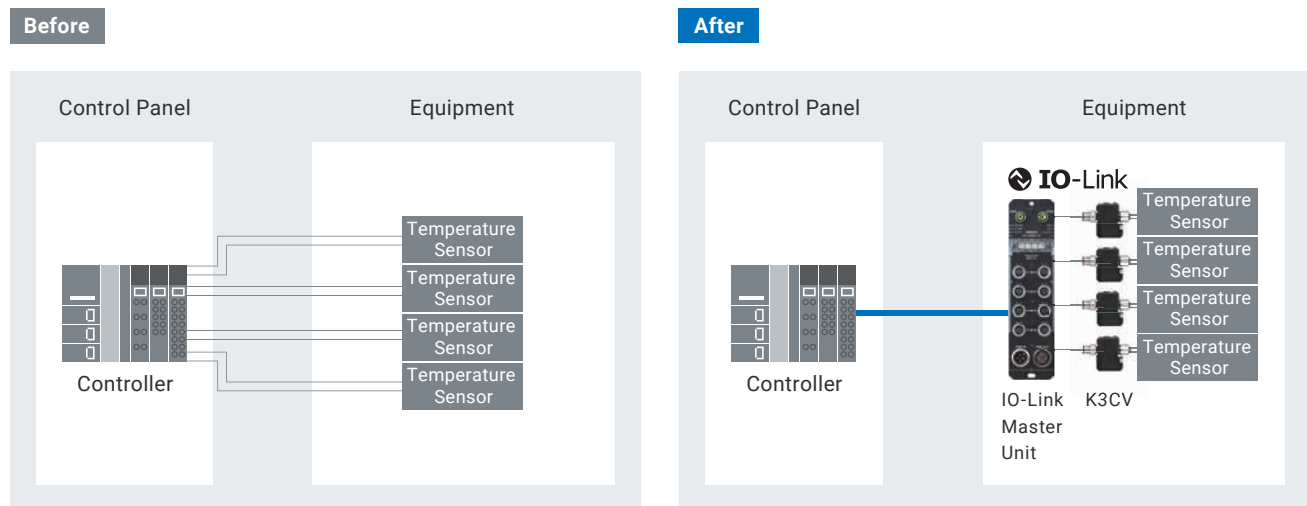 Before
Control Panel
Equipment
Temperature
Sensor
Temperature
Sensor
Temperature
Sensor
Temperature
Sensor
Controller
After
Control Panel
Equipment
IO-Link
Temperature
Sensor
Temperature
Sensor
Temperature
Sensor
Temperature
Sensor
Controller
IO-Link
Master
Unit
K3CV